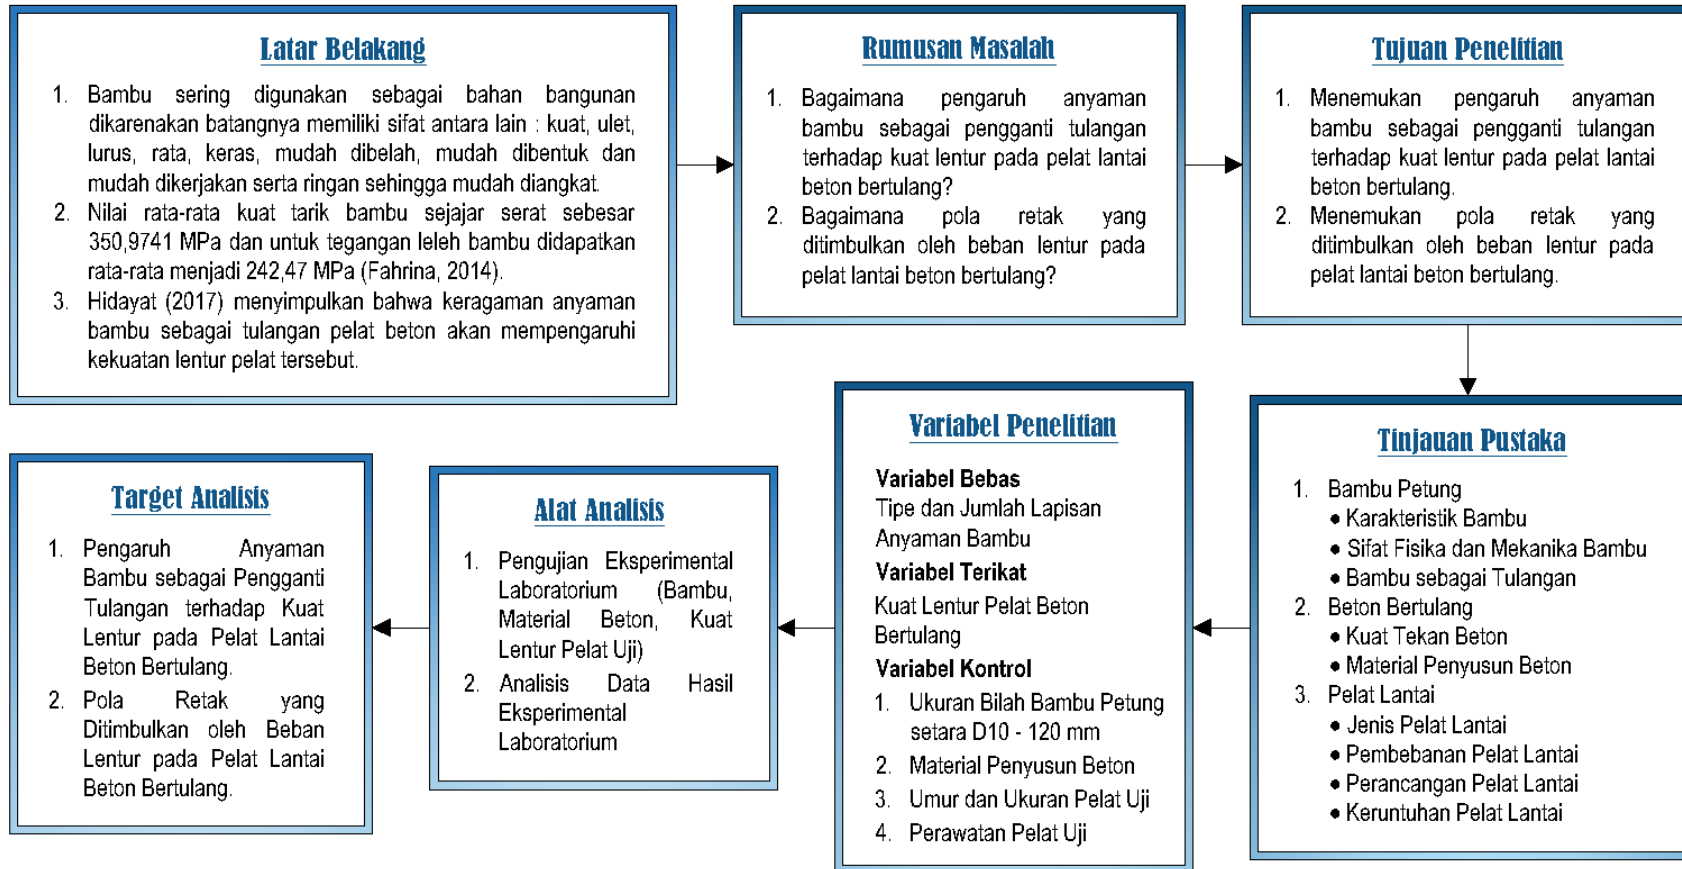 Latar Belakang
1. Bambu sering digunakan sebagai bahan bangunan
dikarenakan batangnya memiliki sifat antara lain : kuat, ulet,
lurus, rata, keras, mudah dibelah, mudah dibentuk dan
mudah dikerjakan serta ringan sehingga mudah diangkat.
2. Nilai rata-rata kuat tarik bambu sejajar serat sebesar
350,9741 MPa dan untuk tegangan leleh bambu didapatkan
rata-rata menjadi 242,47 MPa (Fahrina, 2014).
3. Hidayat (2017) menyimpulkan bahwa keragaman anyaman
bambu sebagai tulangan pelat beton akan mempengaruhi
kekuatan lentur pelat tersebut.
Rumusan Masalah
1. Bagaimana pengaruh anyaman
bambu sebagai pengganti tulangan
terhadap kuat lentur pada pelat lantai
beton bertulang?
2. Bagaimana pola retak yang
ditimbulkan oleh beban lentur pada
pelat lantai beton bertulang?
Tujuan Penelitian
1. Menemukan pengaruh anyaman
bambu sebagai pengganti tulangan
terhadap kuat lentur pada pelat lantai
beton bertulang.
2. Menemukan pola retak yang
ditimbulkan oleh beban lentur pada
pelat lantai beton bertulang.
Tinjauan Pustaka
1. Bambu Petung
• Karakteristik Bambu
• Sifat Fisika dan Mekanika Bambu
• Bambu sebagai Tulangan
2. Beton Bertulang
• Kuat Tekan Beton
• Material Penyusun Beton
3. Pelat Lantai
• Jenis Pelat Lantai
• Pembebanan Pelat Lantai
• Perancangan Pelat Lantai
• Keruntuhan Pelat Lantai
Variabel Penelitian
Variabel Bebas
Tipe dan Jumlah Lapisan
Anyaman Bambu
Variabel Terikat
Kuat Lentur Pelat Beton
Bertulang
Variabel Kontrol
1. Ukuran Bilah Bambu Petung
setara D10 - 120 mm
2. Material Penyusun Beton
3. Umur dan Ukuran Pelat Uji
4. Perawatan Pelat Uji
Alat Analisis
1. Pengujian Eksperimental
Laboratorium (Bambu,
Material Beton, Kuat
Lentur Pelat Uji)
2. Analisis Data Hasil
Eksperimental
Laboratorium
Target Analisis
1. Pengaruh Anyaman
Bambu sebagai Pengganti
Tulangan terhadap Kuat
Lentur pada Pelat Lantai
Beton Bertulang.
2. Pola Retak yang
Ditimbulkan oleh Beban
Lentur pada Pelat Lantai
Beton Bertulang.